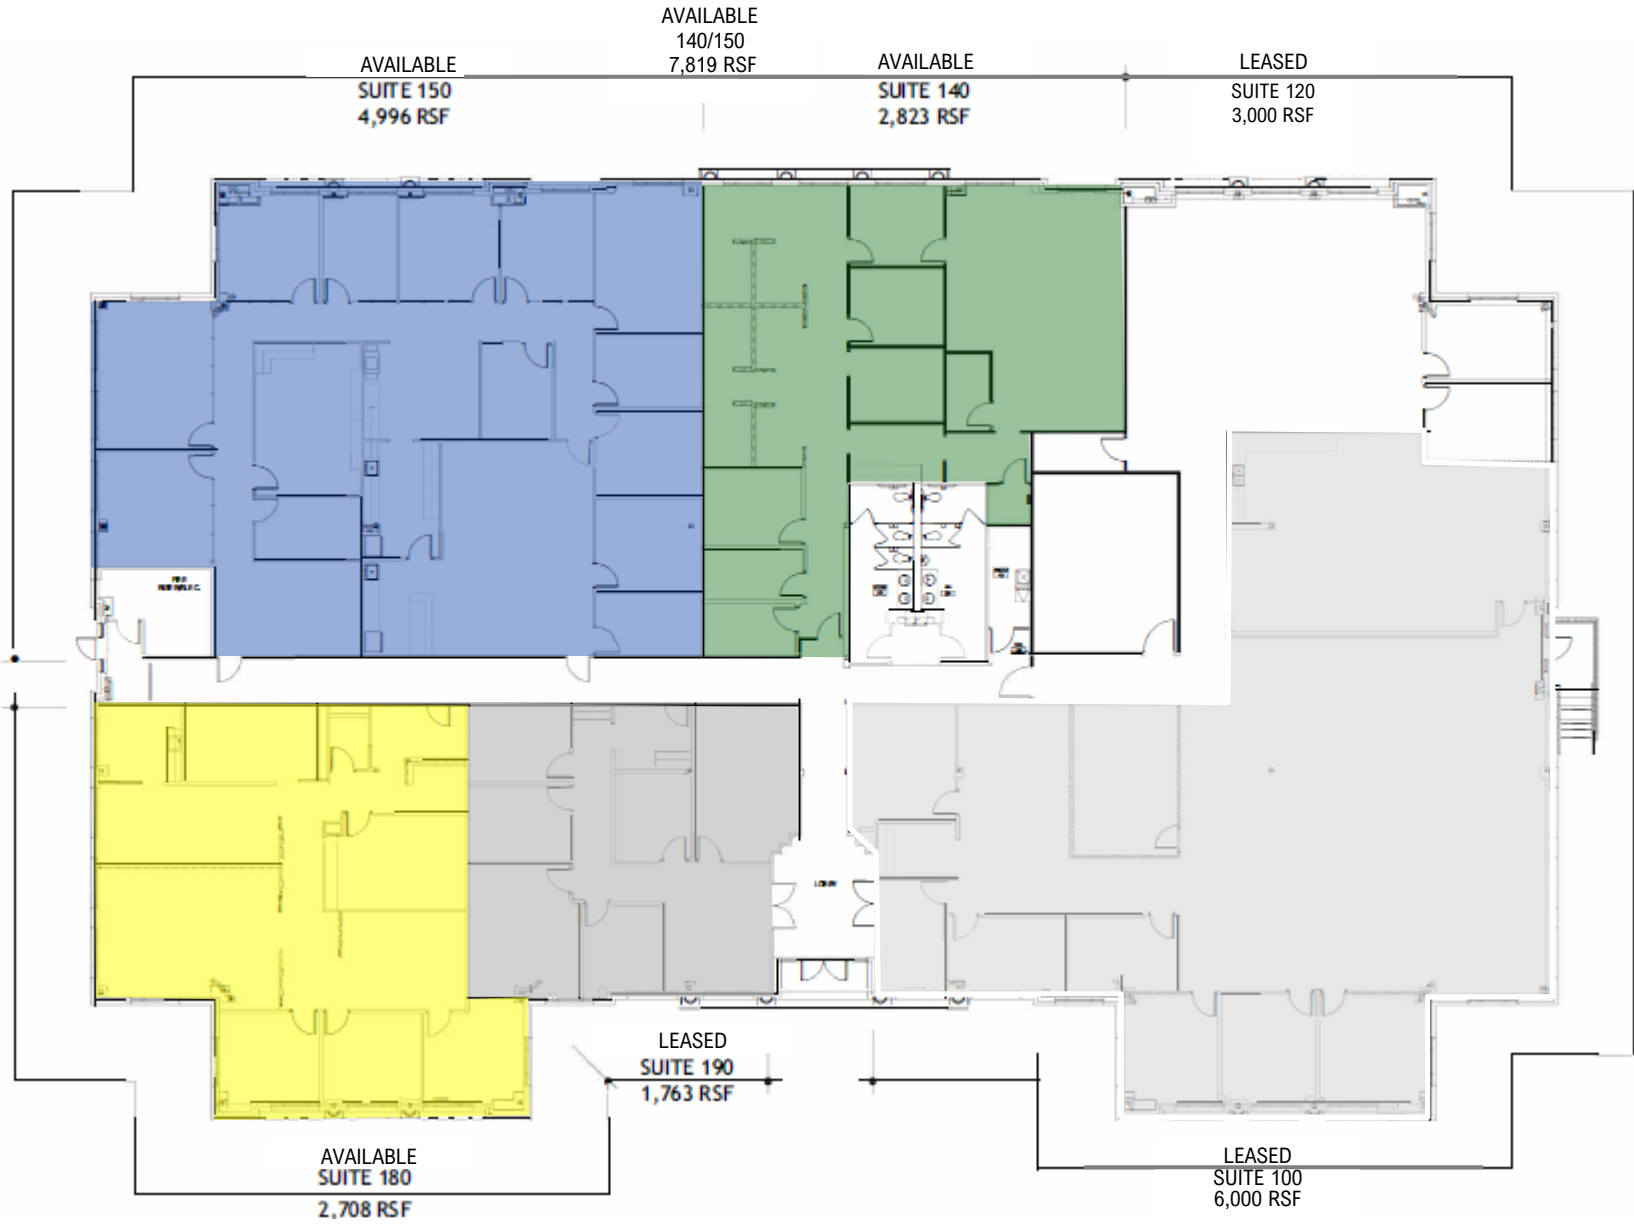 AVAILABLE
140/150
7,819 RSF
AVAILABLE
SUITE 150
4,996 RSF
AVAILABLE
SUITE 140
2,823 RSF
LEASED
SUITE 120
3,000 RSF
LOBBY
LEASED
SUITE 190
1,763 RSF
AVAILABLE
SUITE 180
2,708 RSF
LEASED
SUITE 100
6,000 RSF